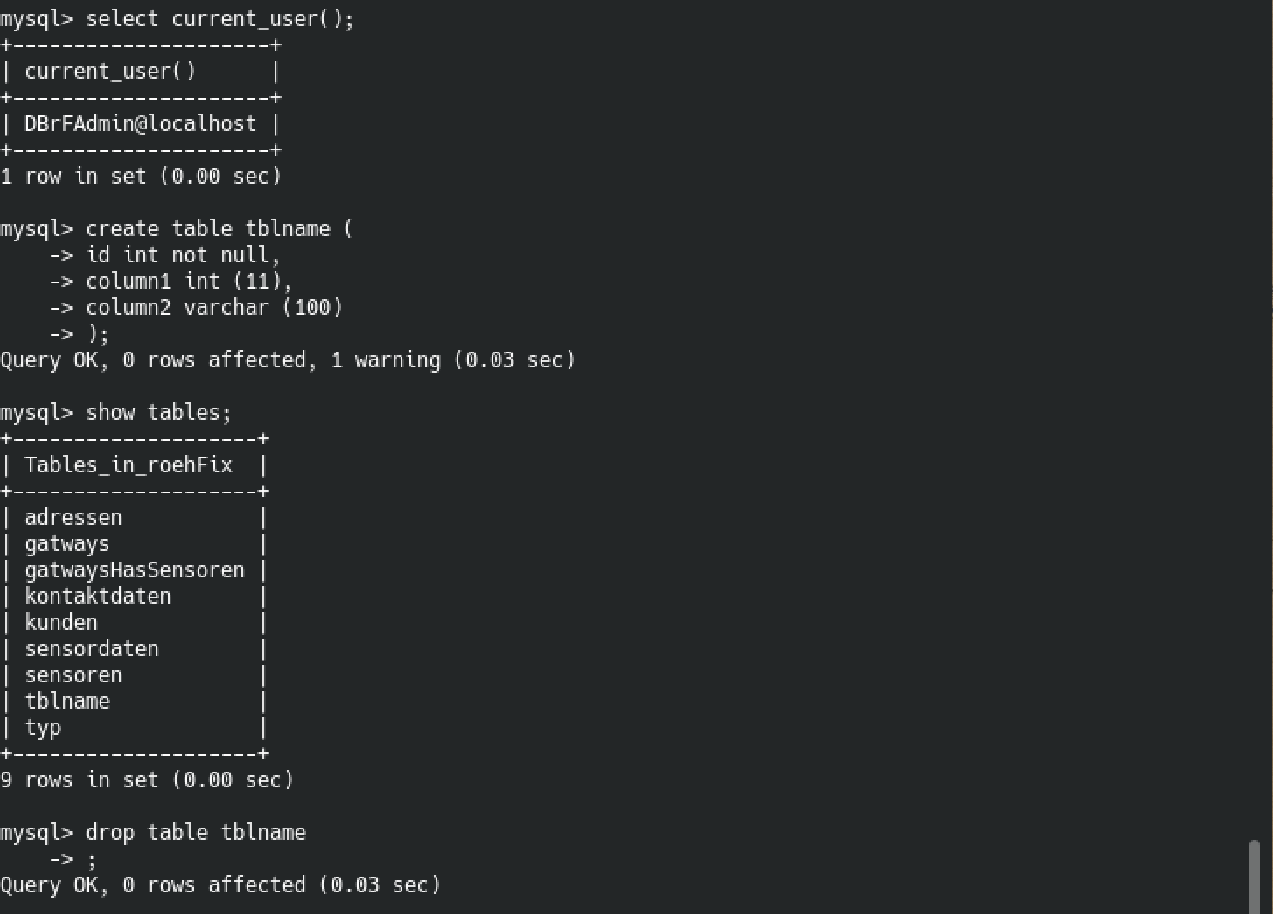 mysql> select current_user();
+---------------------+
| current_user()      |
+---------------------+
| DBrFAdmin@localhost |
+---------------------+
1 row in set (0.00 sec)

mysql> create table tblname (
    -> id int not null,
    -> column1 int (11),
    -> column2 varchar (100)
    -> );
Query OK, 0 rows affected, 1 warning (0.03 sec)

mysql> show tables;
+--------------------+
| Tables_in_roehFix  |
+--------------------+
| adressen           |
| gatways            |
| gatwaysHasSensoren |
| kontaktdaten       |
| kunden             |
| sensordaten        |
| sensoren           |
| tblname            |
| typ                |
+--------------------+
9 rows in set (0.00 sec)

mysql> drop table tblname
    -> ;
Query OK, 0 rows affected (0.03 sec)